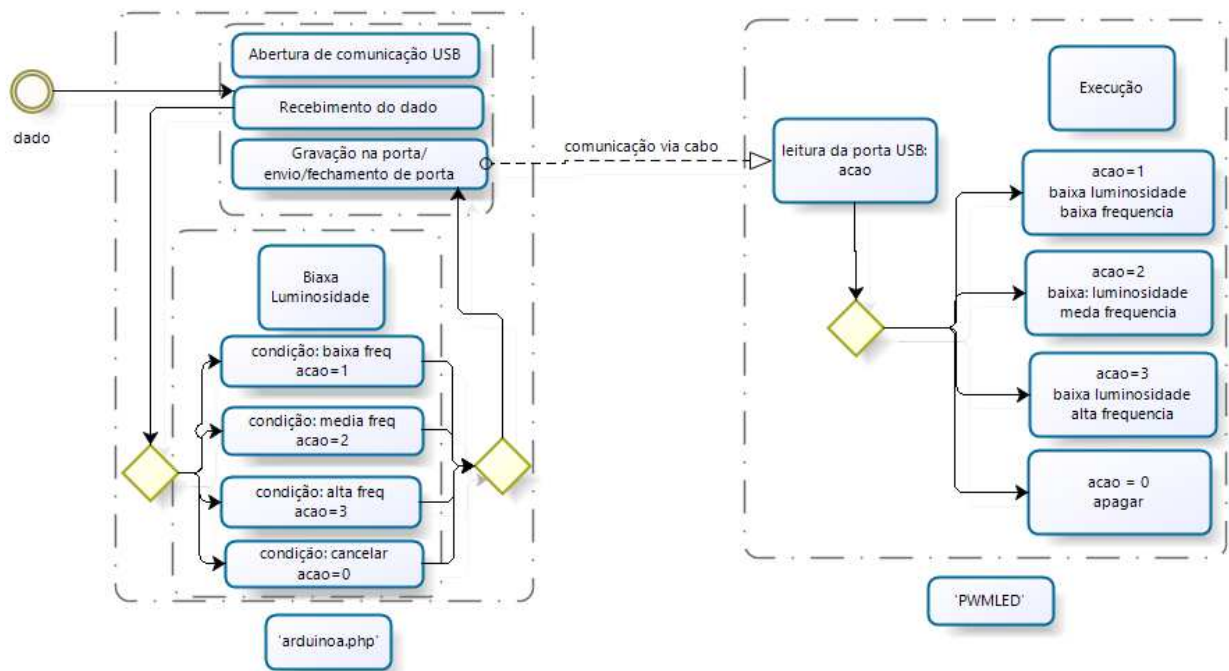 Abertura de comunicação USB
dado
Recebimento do dado
Gravação na porta/
envio/fechamento de porta
comunicação via cabo
Biaxa
Luminosidade
condição: baixa freq
acao=1
condição: media freq
acao=2
condição: alta freq
acao=3
condição: cancelar
acao=0
'arduinoa.php'
leitura da porta USB:
acao
Execução
acao=1
baixa luminosidade
baixa frequencia
acao=2
baixa: luminosidade
meda frequencia
acao=3
baixa luminosidade
alta frequencia
acao = 0
apagar
'PWMLED'